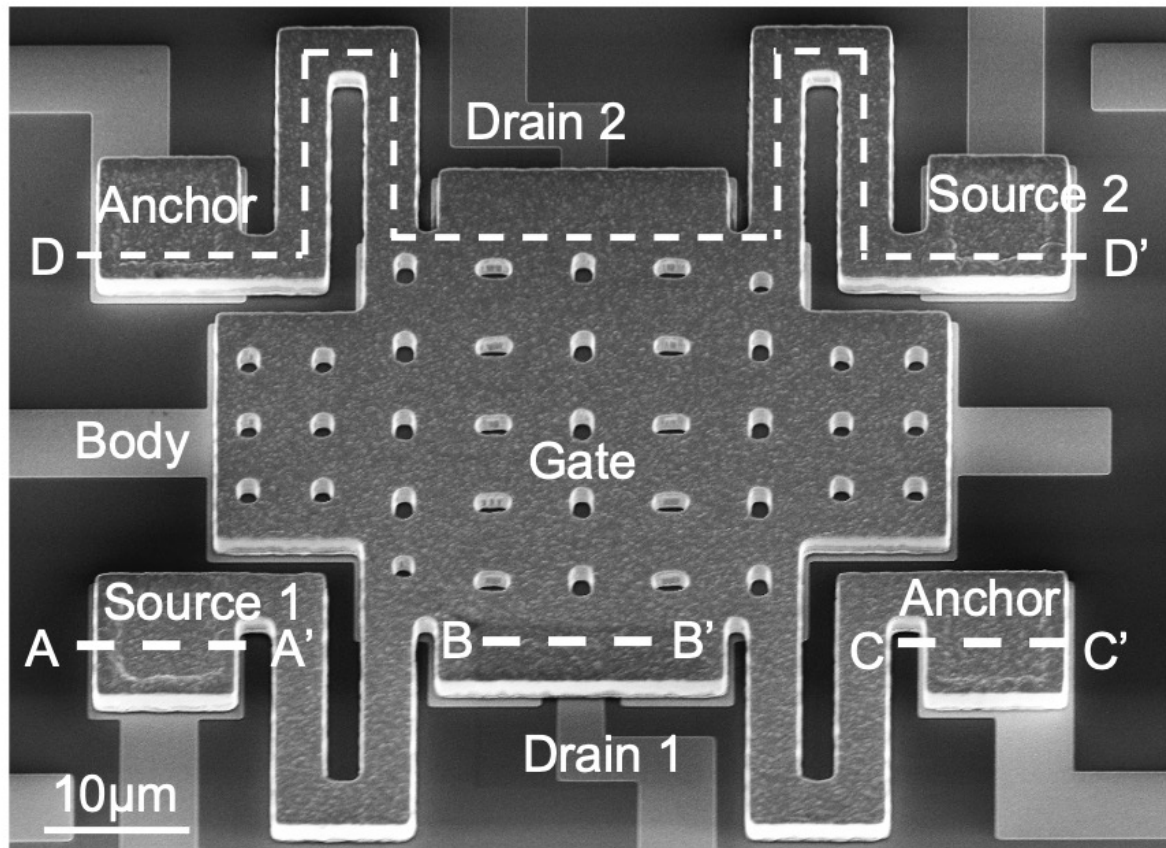 Drain 2
Anchor
Source 2
D
D’
Body
Gate
Source 1
Anchor
A
A’
B
B’
C
C’
Drain 1
10μm